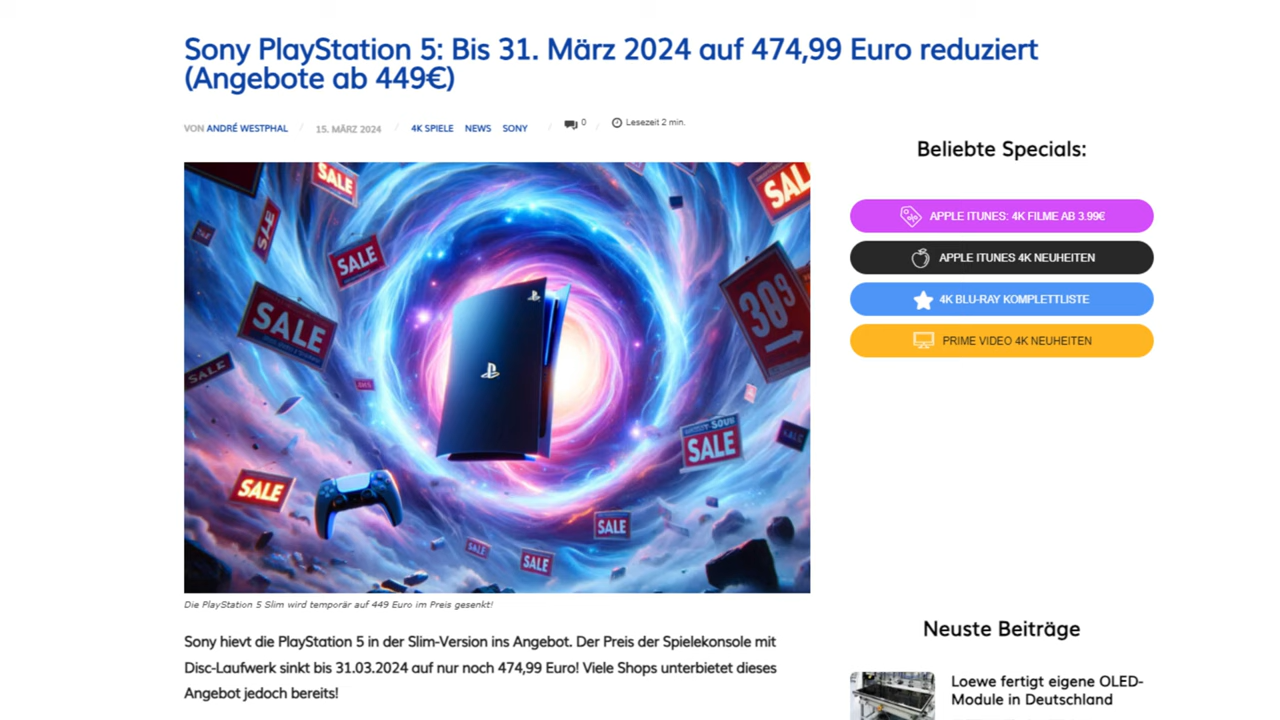 Sony PlayStation 5: Bis 31. März 2024 auf 474,99 Euro reduziert
(Angebote ab 449€)
VON ANDRÉ WESTPHAL / 15. MÄRZ 2024 / 4K SPIELE NEWS SONY / 0 / Lesezeit 2 min.
Beliebte Specials:
APPLE ITUNES: 4K FILME AB 3.99€
APPLE ITUNES 4K NEUHEITEN
4K BLU-RAY KOMPLETTLISTE
PRIME VIDEO 4K NEUHEITEN
SALE
SAL
SALE
SALE
SALE
309
SALE
SALE
SALE
SALE
SALE
SALE
SALE
Die PlayStation 5 Slim wird temporär auf 449 Euro im Preis gesenkt!
Sony hievt die PlayStation 5 in der Slim-Version ins Angebot. Der Preis der Spielekonsole mit
Disc-Laufwerk sinkt bis 31.03.2024 auf nur noch 474,99 Euro! Viele Shops unterbietet dieses
Angebot jedoch bereits!
Neuste Beiträge
Loewe fertigt eigene OLED-
Module in Deutschland